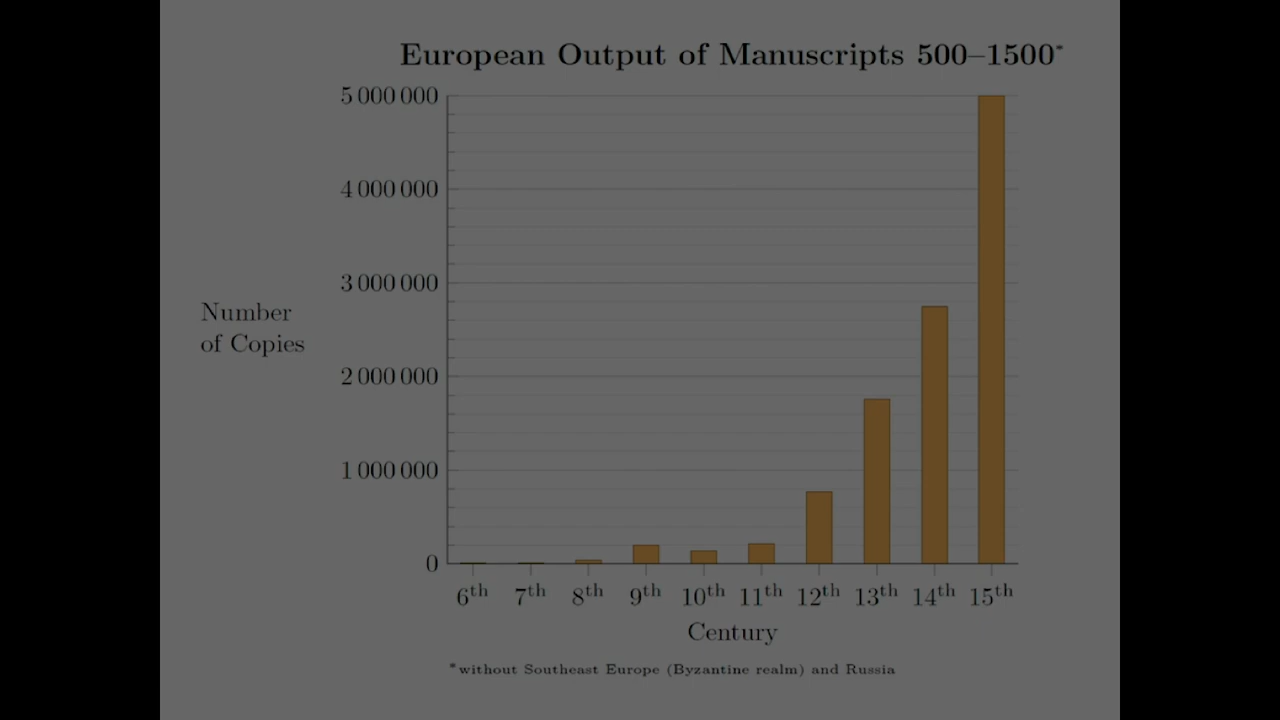 European Output of Manuscripts 500–1500*
5 000 000
4 000 000
3 000 000
2 000 000
1 000 000
0
Number
of Copies
6th 7th 8th 9th 10th 11th 12th 13th 14th 15th
Century
*without Southeast Europe (Byzantine realm) and Russia